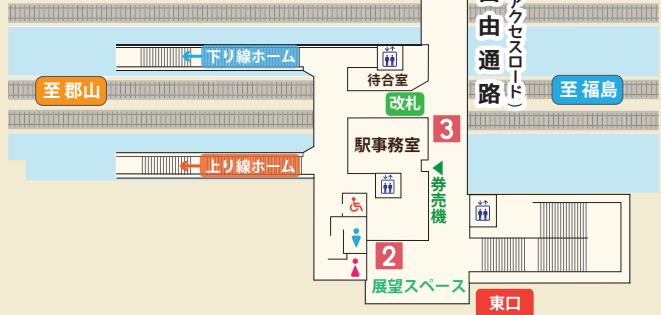 アクセスロード）
由通路
下り線ホーム
待合室
至 郡山
至 福島
改札
3
駅事務室
上り線ホーム
券売機
2
展望スペース
東口